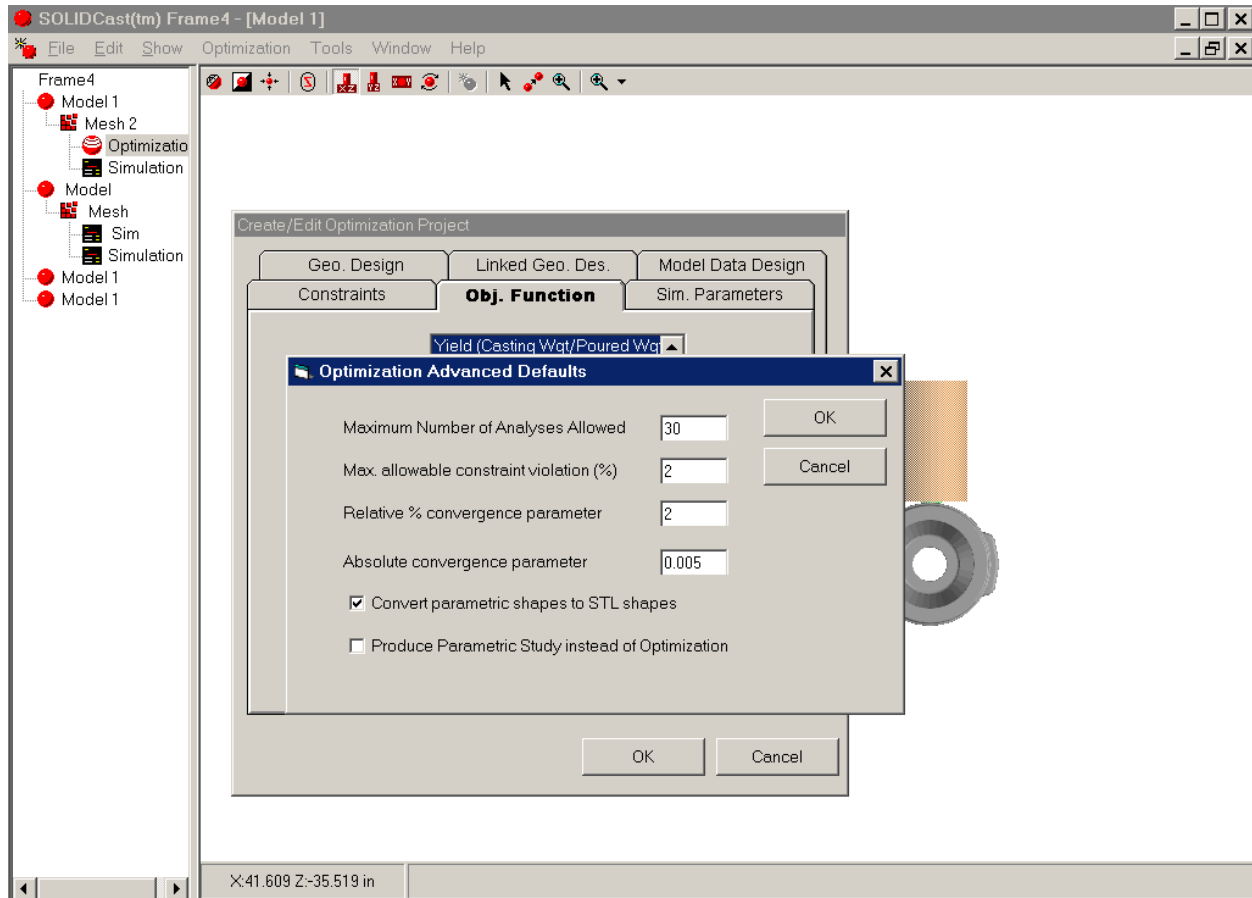 SOLIDCast(tm) Frame4 - [Model 1]
File Edit Show Optimization Tools Window Help
Frame4
Model 1
Mesh 2
Optimizatio
Simulation
Model
Mesh
Sim
Simulation
Model 1
Model 1
XZ YZ X Y
Create/Edit Optimization Project
Geo. Design Linked Geo. Des. Model Data Design
Constraints Obj. Function Sim. Parameters
Yield (Casting Wgt/Poured Wgt
Optimization Advanced Defaults
Maximum Number of Analyses Allowed 30 OK
Max. allowable constraint violation (%) 2 Cancel
Relative % convergence parameter 2
Absolute convergence parameter 0.005
Convert parametric shapes to STL shapes
Produce Parametric Study instead of Optimization
OK Cancel
X:41.609 Z:-35.519 in